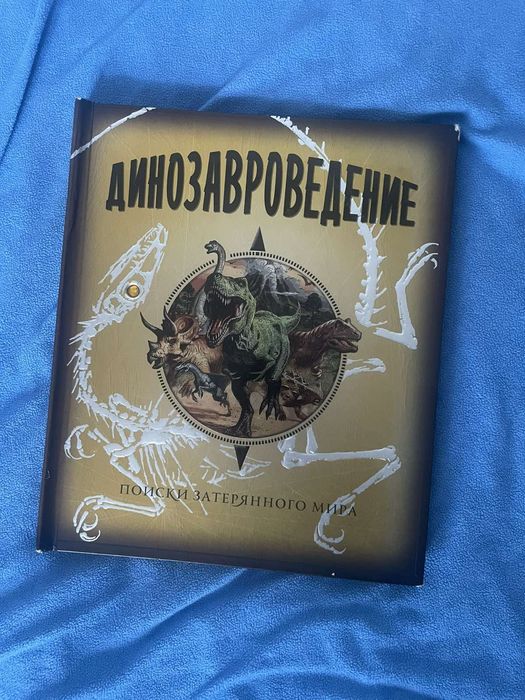 ДИНОЗАВРОВЕДЕНИЕ
ПОИСКИ ЗАТЕРЯННОГО МИРА